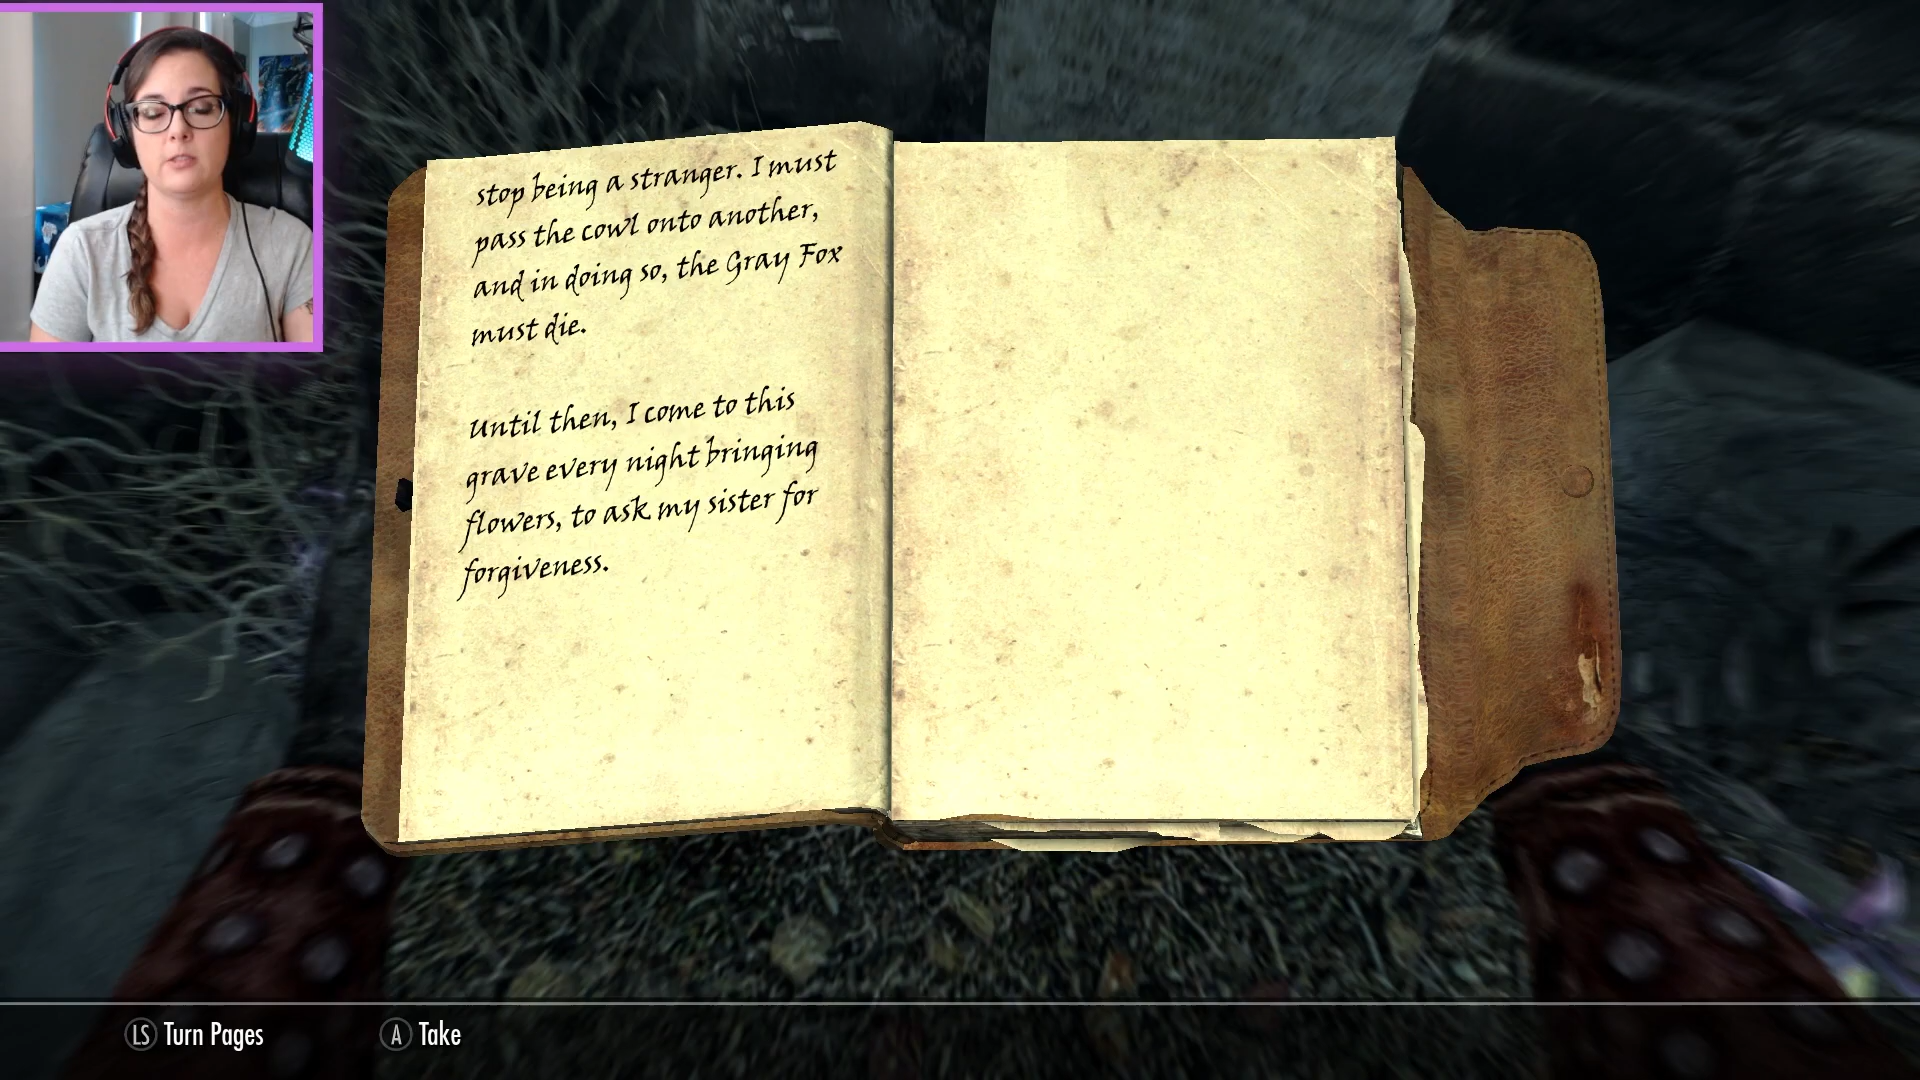 stop being a stranger. I must
pass the cowl onto another,
and in doing so, the Gray Fox
must die.
Until then, I come to this
grave every night bringing
flowers, to ask my sister for
forgiveness.
LS Turn Pages
A Take